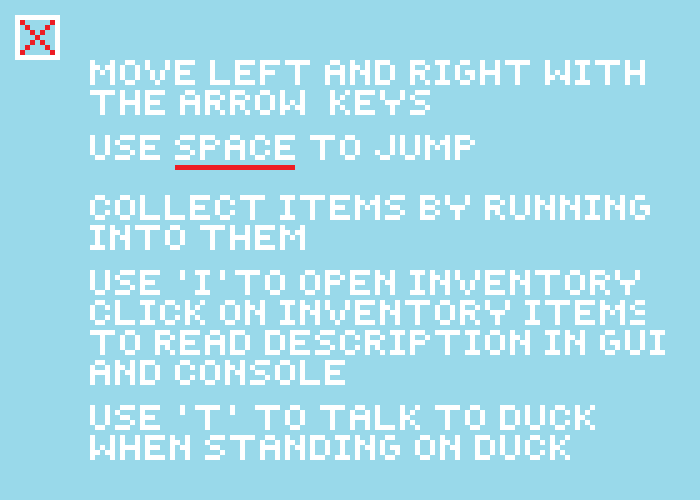 MOVE LEFT AND RIGHT WITH
THE ARROW KEYS
USE SPACE TO JUMP
COLLECT ITEMS BY RUNNING
INTO THEM
USE 'I'TO OPEN INVENTORY
CLICK ON INVENTORY ITEMS
TO READ DESCRIPTION IN GUI
AND CONSOLE
USE 'T' TO TALK TO DUCK
WHEN STANDING ON DUCK